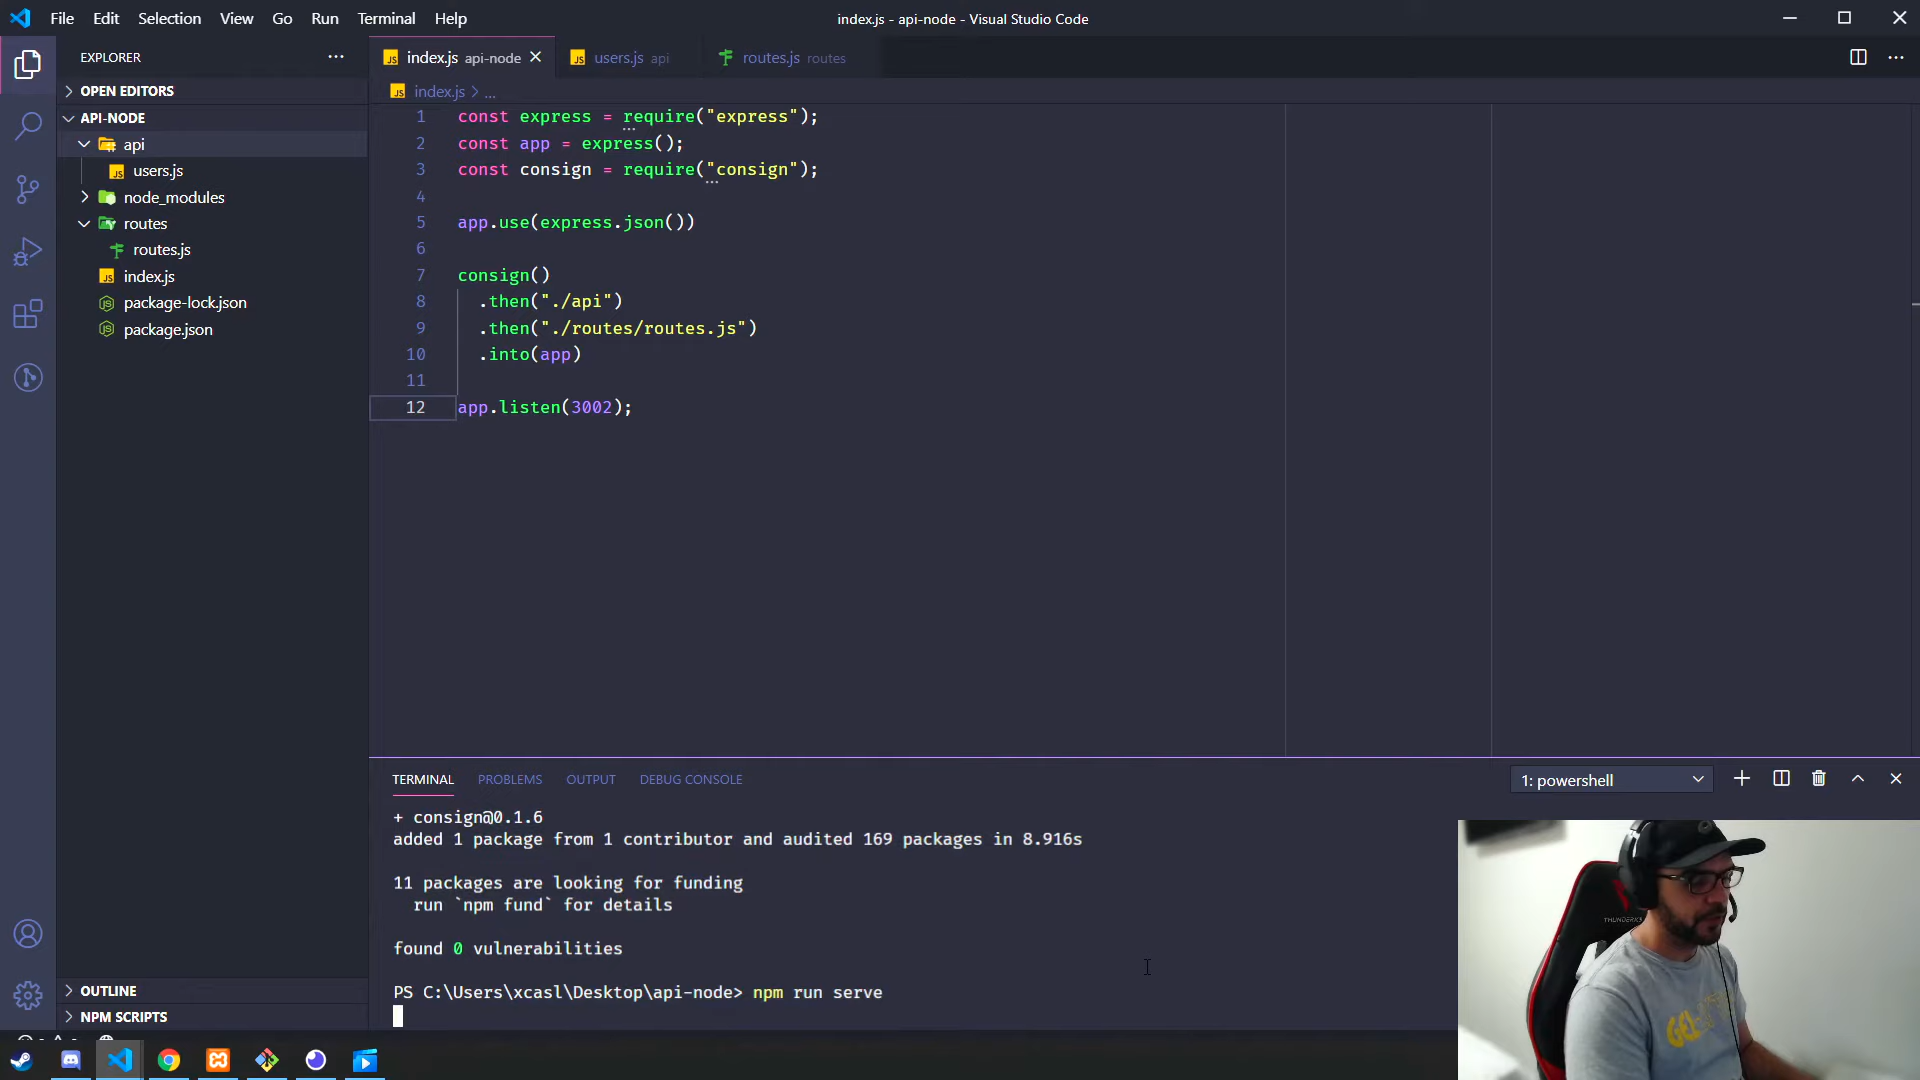 File Edit Selection View Go Run Terminal Help
index.js - api-node - Visual Studio Code
EXPLORER
OPEN EDITORS
API-NODE
api
users.js
node_modules
routes
routes.js
index.js
package-lock.json
package.json
OUTLINE
NPM SCRIPTS
index.js api-node
users.js api
routes.js routes
index.js > ...
1 const express = require("express");
2 const app = express();
3 const consign = require("consign");
4
5 app.use(express.json())
6
7 consign()
8 .then("./api")
9 .then("./routes/routes.js")
10 .into(app)
11
12 app.listen(3002);
TERMINAL PROBLEMS OUTPUT DEBUG CONSOLE
1: powershell
+ consign@0.1.6
added 1 package from 1 contributor and audited 169 packages in 8.916s
11 packages are looking for funding
run `npm fund` for details
found 0 vulnerabilities
PS C:\Users\xcasl\Desktop\api-node> npm run serve
THUNDERX3